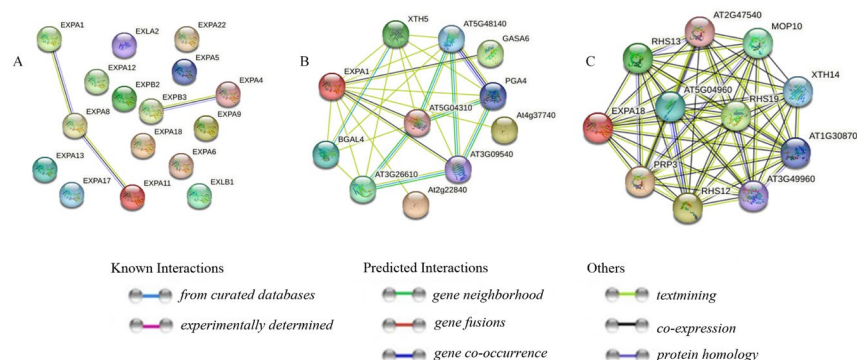 A
EXPA1
EXLA2
EXPA22
EXPA12
EXPA5
EXPB2
EXPB3
EXPA4
EXPA8
EXPA9
EXPA18
EXPA13
EXPA6
EXPA17
EXPA11
EXLB1
B
XTH5
AT5G48140
GASA6
EXPA1
PGA4
AT5G04310
At4g37740
BGAL4
AT3G09540
AT3G26610
At2g22840
C
AT2G47540
RHS13
MOP10
XTH14
AT5G04960
RHS19
EXPA18
AT1G30870
PRP3
AT3G49960
RHS12
Known Interactions
from curated databases
experimentally determined
Predicted Interactions
gene neighborhood
gene fusions
gene co-occurrence
Others
textmining
co-expression
protein homology